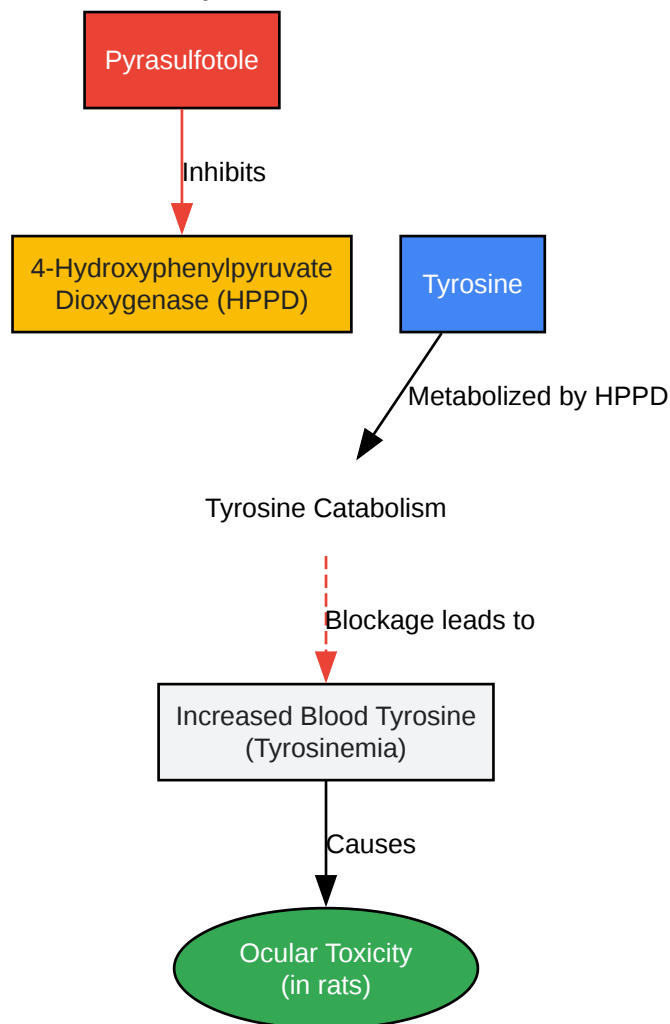 Pyrasulfotole
Inhibits
4-Hydroxyphenylpyruvate
Dioxygenase (HPPD)
Tyrosine
Metabolized by HPPD
Tyrosine Catabolism
Blockage leads to
Increased Blood Tyrosine
(Tyrosinemia)
Causes
Ocular Toxicity
(in rats)